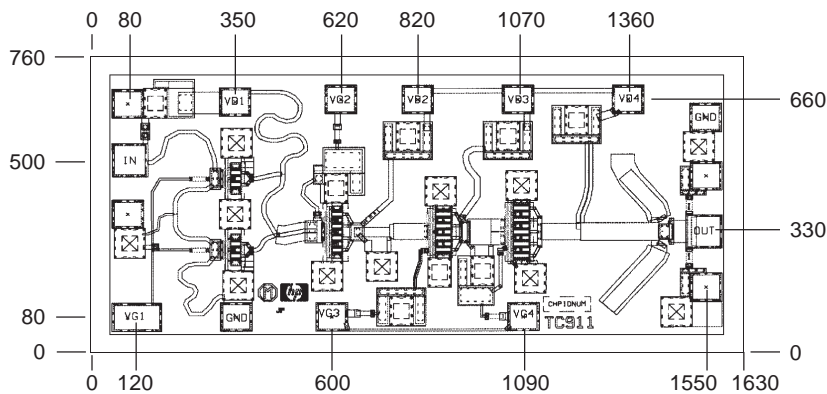 0 80 350 620 820 1070 1360
760
VD1 VG2 VD2 VD3 VD4
660
GND
IN
500
OUT
330
hp
CHPIDNUM
TC911
VG1 GND VG3 VG4
80
0
0
0 120 600 1090 1550 1630